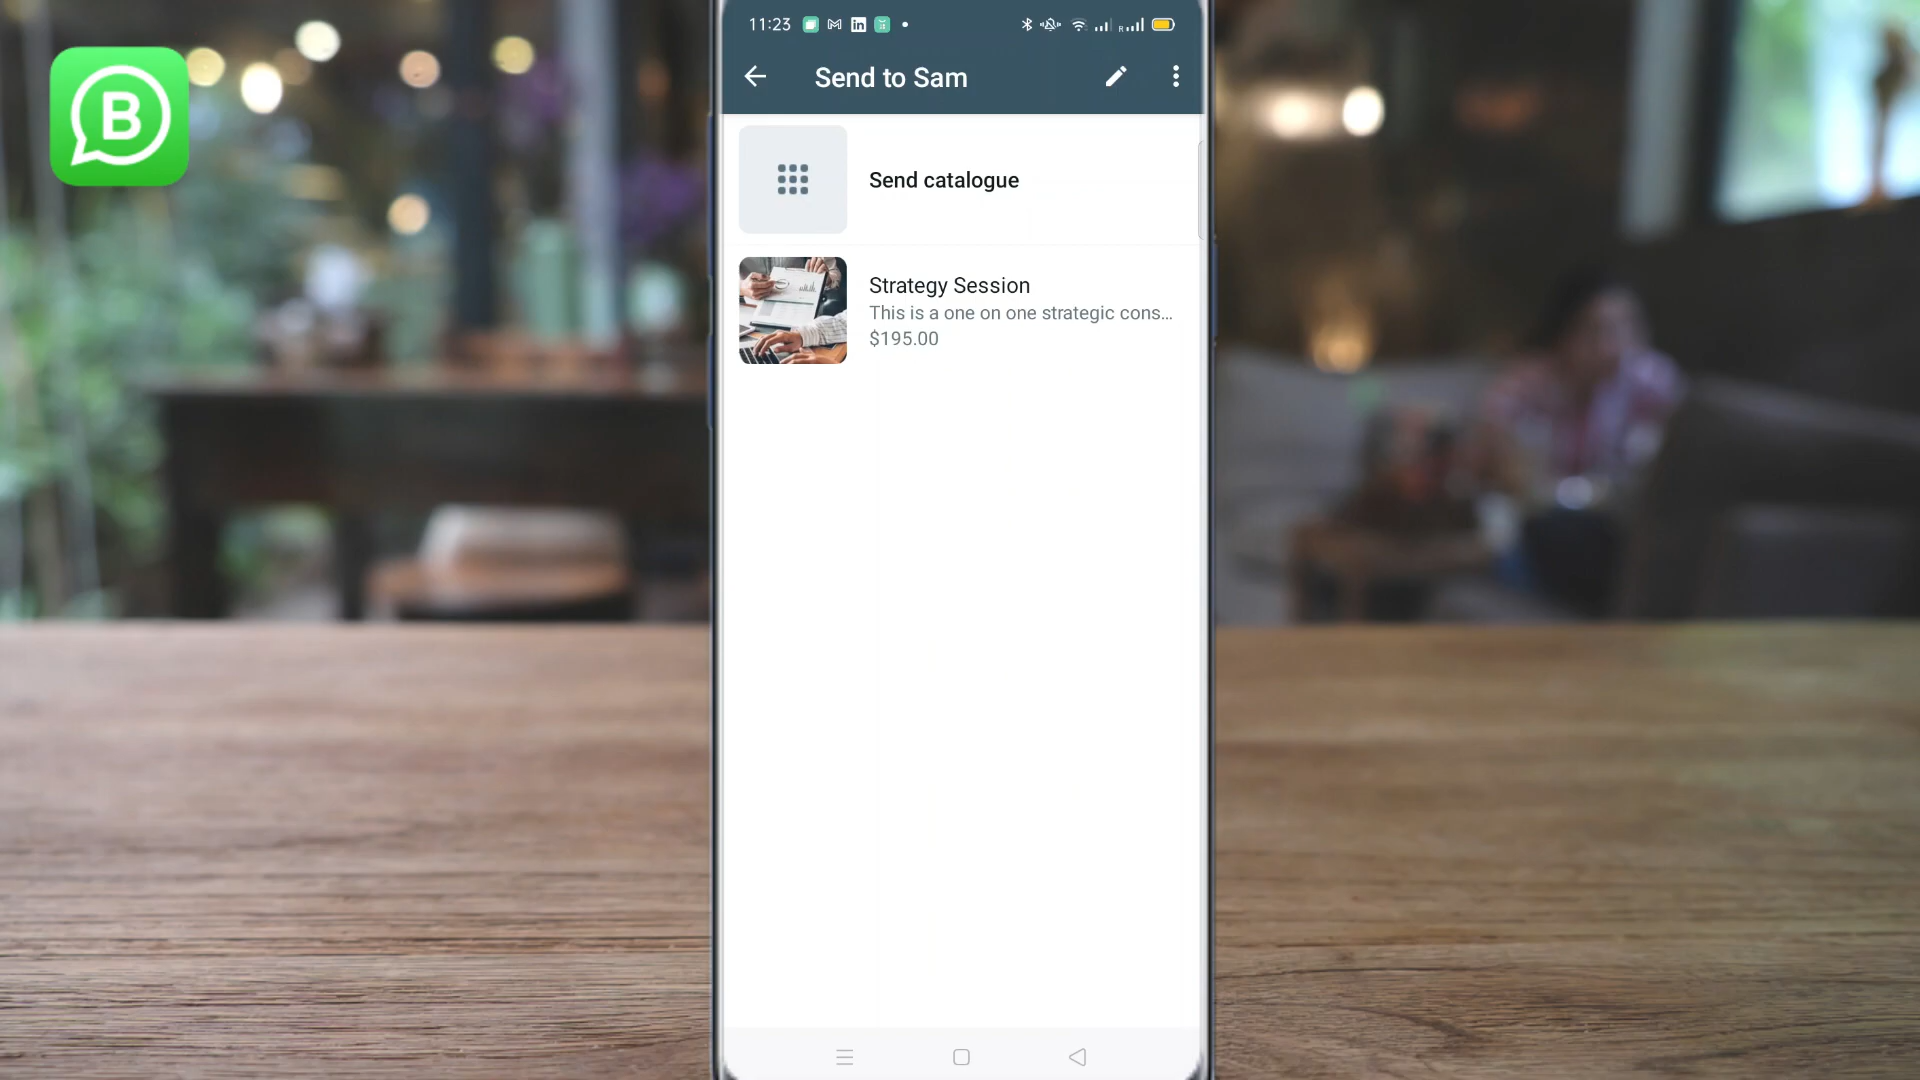 B
11:23
Send to Sam
Send catalogue
Strategy Session
This is a one on one strategic cons...
$195.00